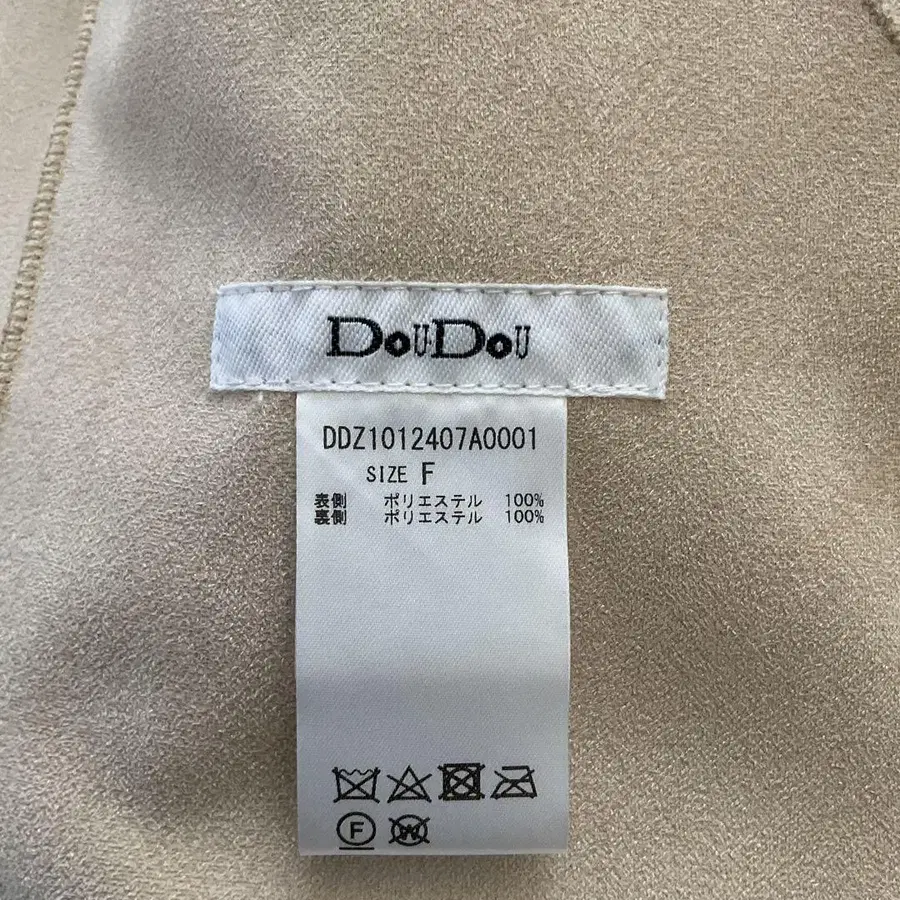 DOUDOU
DDZ1012407A0001
SIZE F
表側 ポリエステル 100%
裏側 ポリエステル 100%
F
W